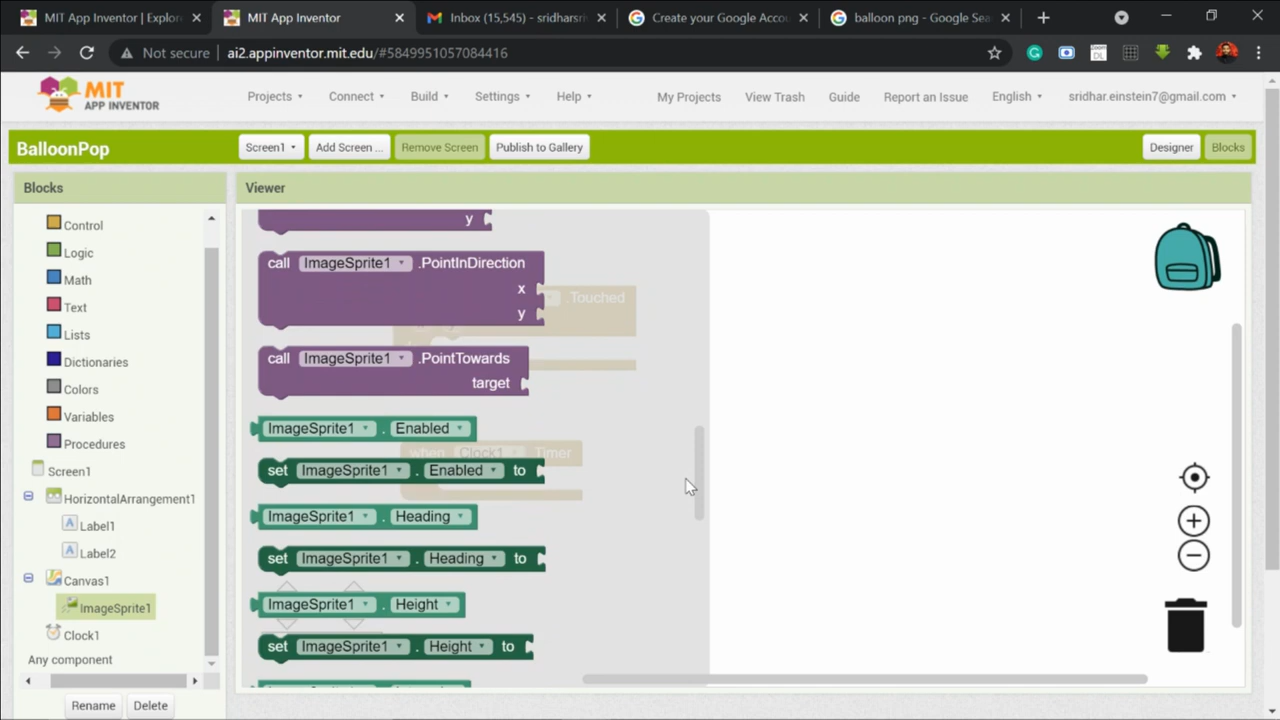 MIT App Inventor | Explor
MIT App Inventor
Inbox (15,545) - sridharsri
Create your Google Accou
balloon png - Google Sea
Not secure
ai2.appinventor.mit.edu/#5849951057084416
MIT
APP INVENTOR
Projects
Connect
Build
Settings
Help
My Projects
View Trash
Guide
Report an Issue
English
sridhar.einstein7@gmail.com
BalloonPop
Screen1
Add Screen ...
Remove Screen
Publish to Gallery
Designer
Blocks
Blocks
Viewer
Control
Logic
Math
Text
Lists
Dictionaries
Colors
Variables
Procedures
Screen1
HorizontalArrangement1
A Label1
A Label2
Canvas1
ImageSprite1
Clock1
Any component
Rename
Delete
y
call ImageSprite1 .PointInDirection
x
y
.Touched
call ImageSprite1 .PointTowards
target
ImageSprite1 . Enabled
when Clock1 .Timer
set ImageSprite1 . Enabled to
ImageSprite1 . Heading
set ImageSprite1 . Heading to
ImageSprite1 . Height
set ImageSprite1 . Height to